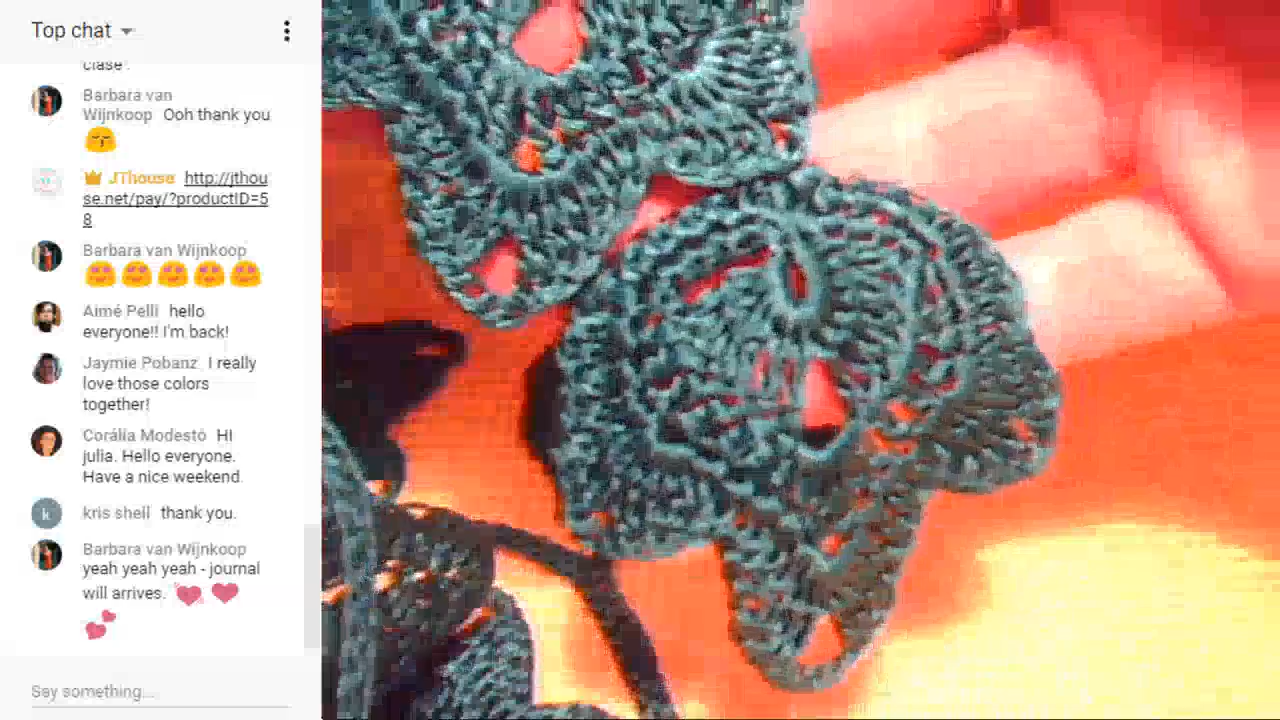 Top chat
clase .
Barbara van
Wijnkoop Ooh thank you
JThouse http://jthou
se.net/pay/?productID=5
8
Barbara van Wijnkoop
Aimé Pelli hello
everyone!! I'm back!
Jaymie Pobanz I really
love those colors
together!
Corália Modesto HI
julia. Hello everyone.
Have a nice weekend.
k kris shell thank you.
Barbara van Wijnkoop
yeah yeah yeah - journal
will arrives.
Say something...